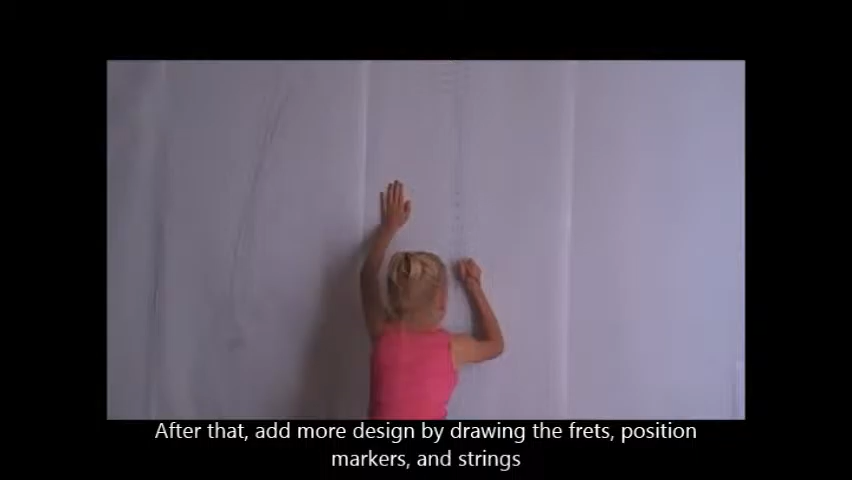 After that, add more design by drawing the frets, position
markers, and strings